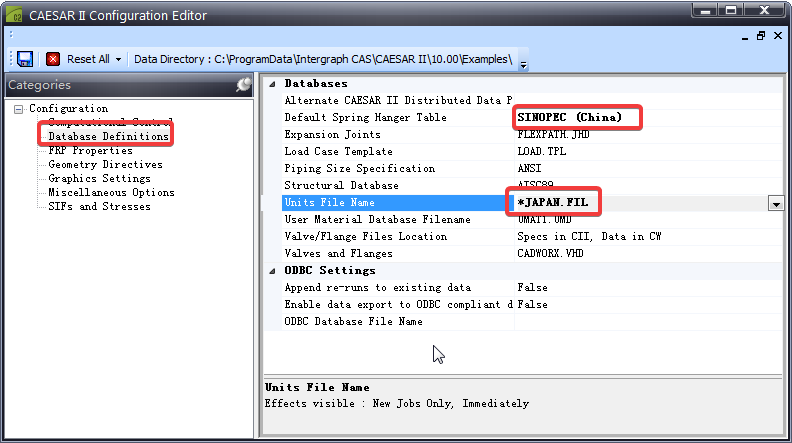 CAESAR II Configuration Editor
Reset All
Data Directory : C:\ProgramData\Intergraph CAS\CAESAR II\10.00\Examples\
Categories
Configuration
Computational Control
Database Definitions
FRP Properties
Geometry Directives
Graphics Settings
Miscellaneous Options
SIFs and Stresses
Databases
Alternate CAESAR II Distributed Data P
Default Spring Hanger Table SINOPEC (China)
Expansion Joints FLEXPATH.JHD
Load Case Template LOAD.TPL
Piping Size Specification ANSI
Structural Database AISC89
Units File Name *JAPAN.FIL
User Material Database Filename UMAT1.UMD
Valve/Flange Files Location Specs in CII, Data in CW
Valves and Flanges CADWORX.VHD
ODBC Settings
Append re-runs to existing data False
Enable data export to ODBC compliant d False
ODBC Database File Name
Units File Name
Effects visible : New Jobs Only, Immediately